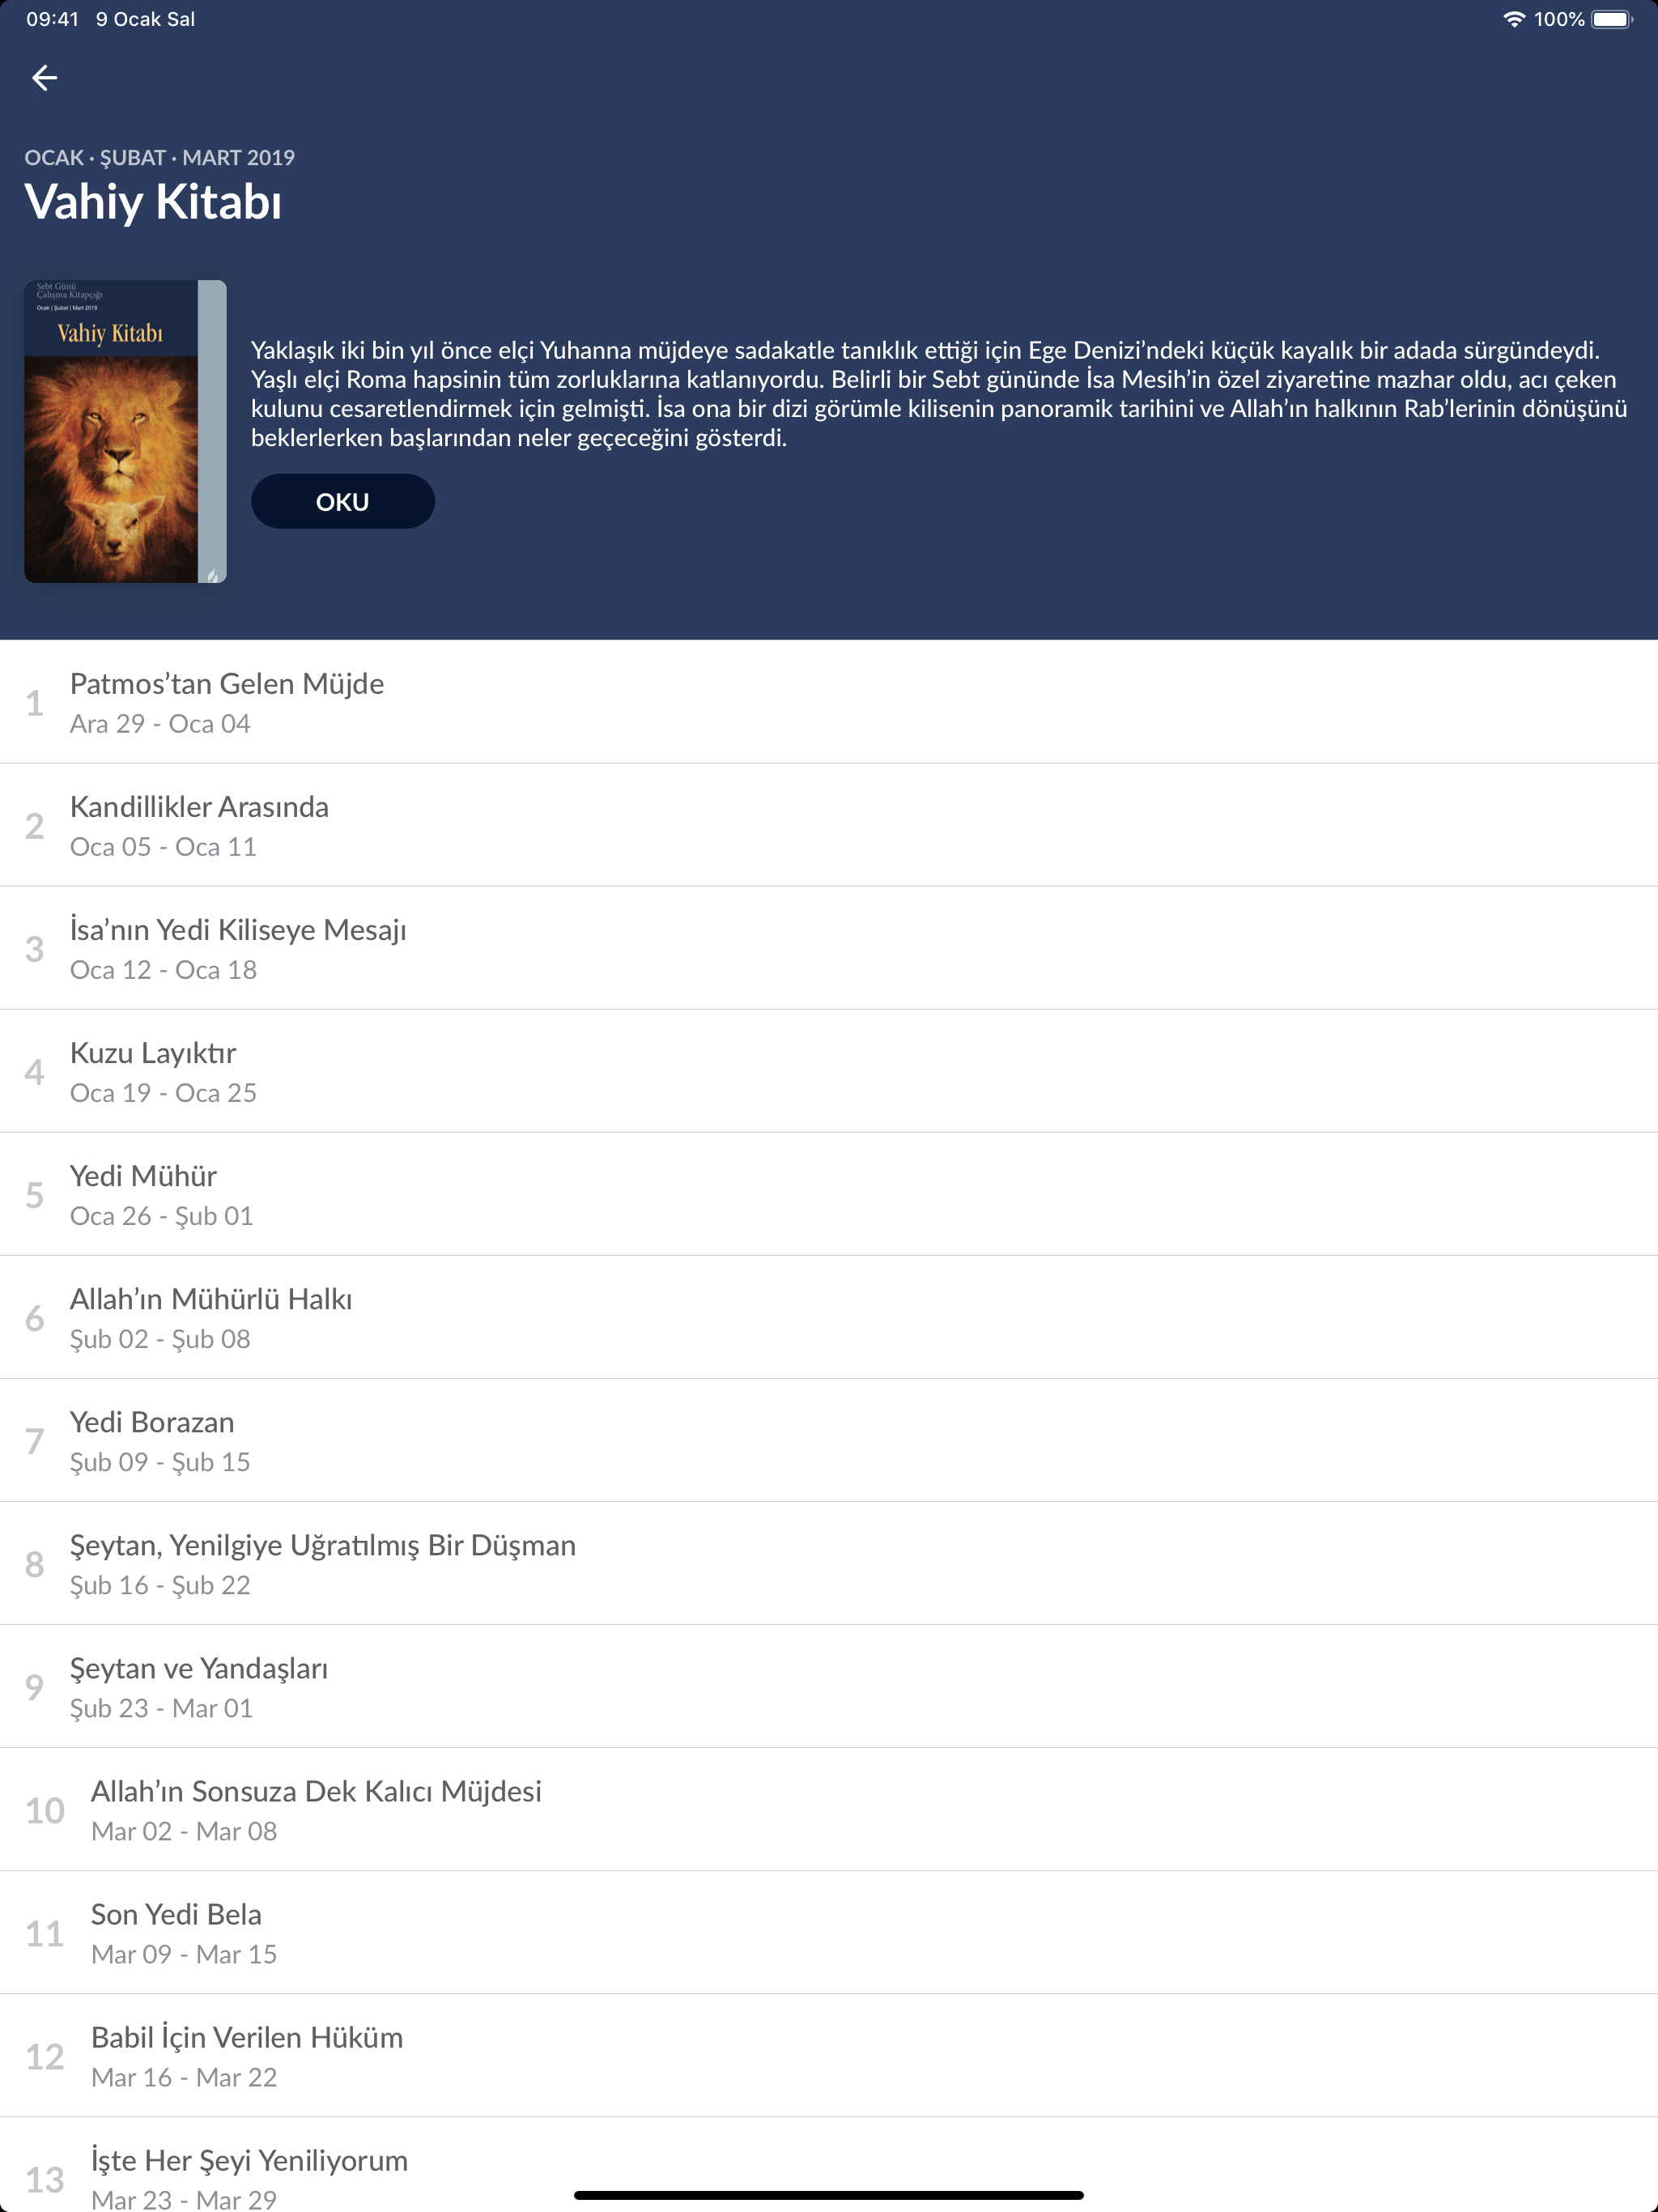 09:41 9 Ocak Sal
100%
OCAK · ŞUBAT · MART 2019
Vahiy Kitabı
Sebt Günü
Çalışma Kitapçığı
Ocak | Şubat | Mart 2019
Vahiy Kitabı
Yaklaşık iki bin yıl önce elçi Yuhanna müjdeye sadakatle tanıklık ettiği için Ege Denizi’ndeki küçük kayalık bir adada sürgündeydi.
Yaşlı elçi Roma hapsinin tüm zorluklarına katlanıyordu. Belirli bir Sebt gününde İsa Mesih’in özel ziyaretine mazhar oldu, acı çeken
kulunu cesaretlendirmek için gelmişti. İsa ona bir dizi görümle kilisenin panoramik tarihini ve Allah’ın halkının Rab’lerinin dönüşünü
beklerlerken başlarından neler geçeceğini gösterdi.
OKU
1
Patmos’tan Gelen Müjde
Ara 29 - Oca 04
2
Kandillikler Arasında
Oca 05 - Oca 11
3
İsa’nın Yedi Kiliseye Mesajı
Oca 12 - Oca 18
4
Kuzu Layıktır
Oca 19 - Oca 25
5
Yedi Mühür
Oca 26 - Şub 01
6
Allah’ın Mühürlü Halkı
Şub 02 - Şub 08
7
Yedi Borazan
Şub 09 - Şub 15
8
Şeytan, Yenilgiye Uğratılmış Bir Düşman
Şub 16 - Şub 22
9
Şeytan ve Yandaşları
Şub 23 - Mar 01
10
Allah’ın Sonsuza Dek Kalıcı Müjdesi
Mar 02 - Mar 08
11
Son Yedi Bela
Mar 09 - Mar 15
12
Babil İçin Verilen Hüküm
Mar 16 - Mar 22
13
İşte Her Şeyi Yeniliyorum
Mar 23 - Mar 29